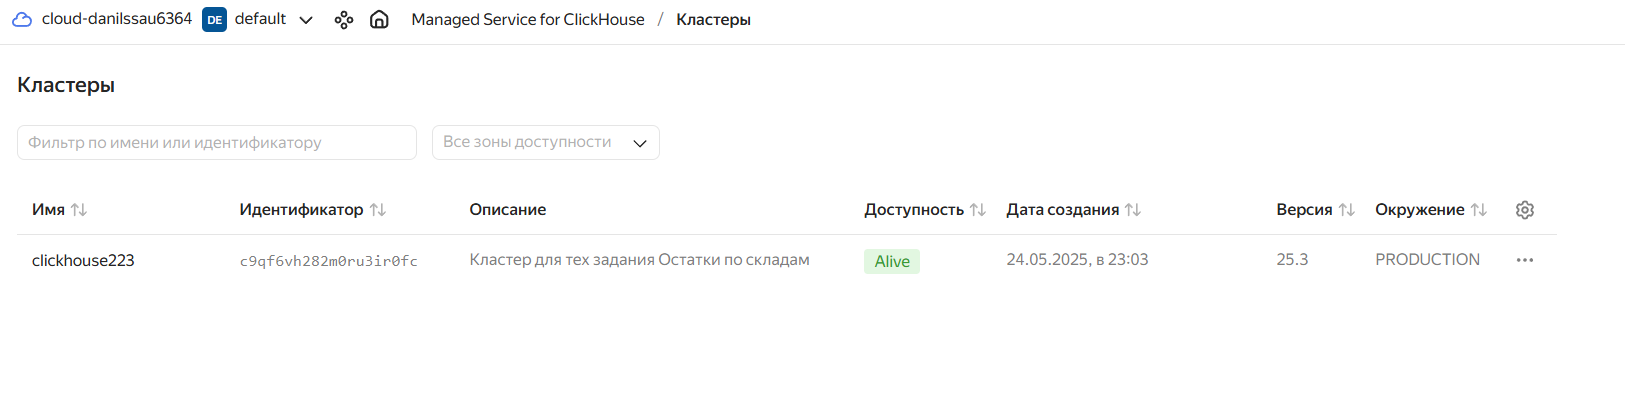 cloud-danilssau6364 DE default Managed Service for ClickHouse / Кластеры
Кластеры
Фильтр по имени или идентификатору Все зоны доступности
Имя Идентификатор Описание Доступность Дата создания Версия Окружение
clickhouse223 c9qf6vh282m0ru3ir0fc Кластер для тех задания Остатки по складам Alive 24.05.2025, в 23:03 25.3 PRODUCTION